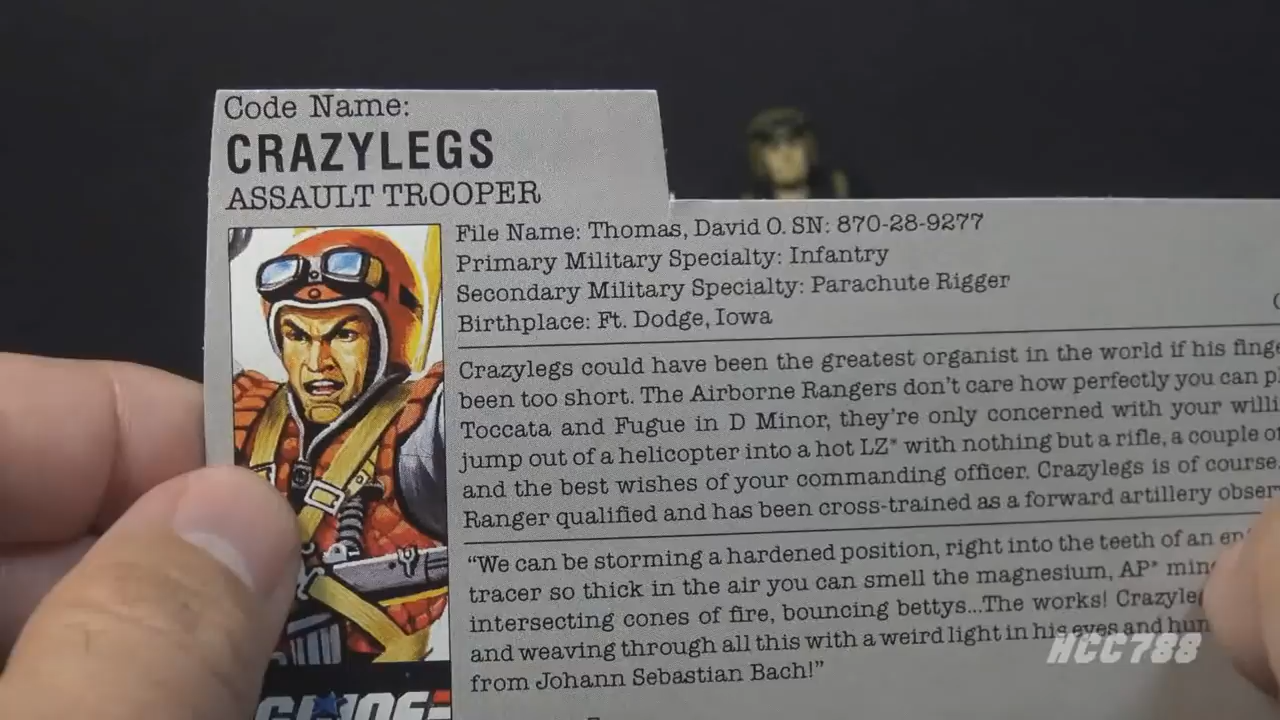 Code Name:
CRAZYLEGS
ASSAULT TROOPER
File Name: Thomas, David O. SN: 870-28-9277
Primary Military Specialty: Infantry
Secondary Military Specialty: Parachute Rigger
Birthplace: Ft. Dodge, Iowa
Crazylegs could have been the greatest organist in the world if his
been too short. The Airborne Rangers don't care how perfectly you can
Toccata and Fugue in D Minor, they're only concerned with your
jump out of a helicopter into a hot LZ* with nothing but a rifle, a couple of
and the best wishes of your commanding officer. Crazylegs is of course,
Ranger qualified and has been cross-trained as a forward artillery
"We can be storming a hardened position, right into the teeth of an
tracer so thick in the air you can smell the magnesium, AP*
intersecting cones of fire, bouncing bettys...The works!
and weaving through all this with a weird light in his eyes and
from Johann Sebastian Bach!"
HCC788
G.I. JOE